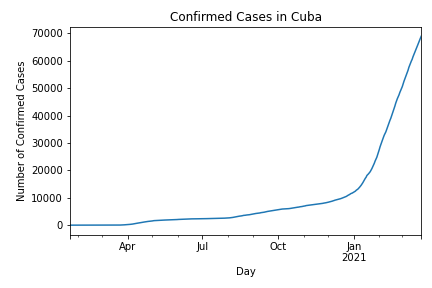 Confirmed Cases in Cuba
Number of Confirmed Cases
70000
60000
50000
40000
30000
20000
10000
0
Apr Jul Oct Jan
2021
Day